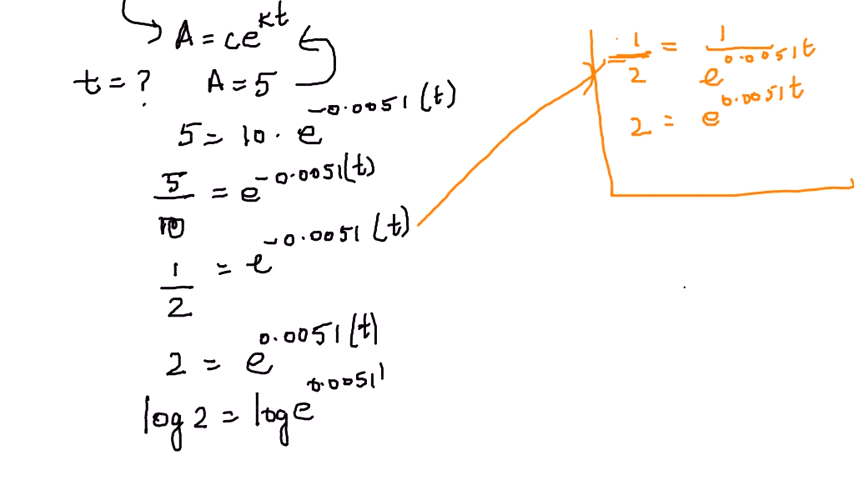 A = ce^{kt}
t = ? A = 5
5 = 10 · e^{-0.0051(t)}
5/10 = e^{-0.0051(t)}
1/2 = e^{-0.0051(t)}
2 = e^{0.0051(t)}
log 2 = log e^{0.0051}
1/2 = 1/e^{0.0051t}
2 = e^{0.0051t}